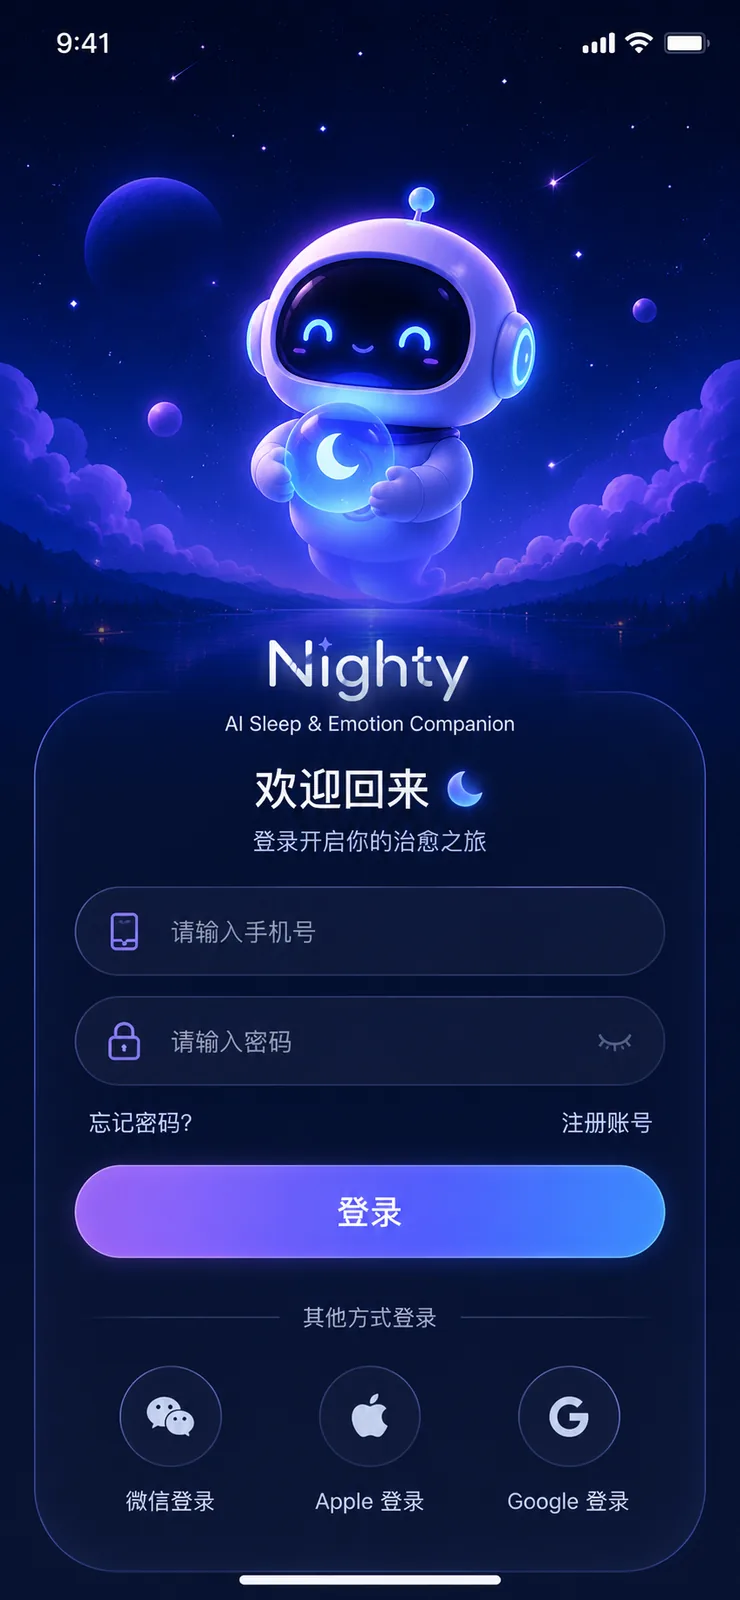 9:41
Nighty
AI Sleep & Emotion Companion
欢迎回来
登录开启你的治愈之旅
请输入手机号
请输入密码
忘记密码?
注册账号
登录
其他方式登录
微信登录
Apple 登录
Google 登录